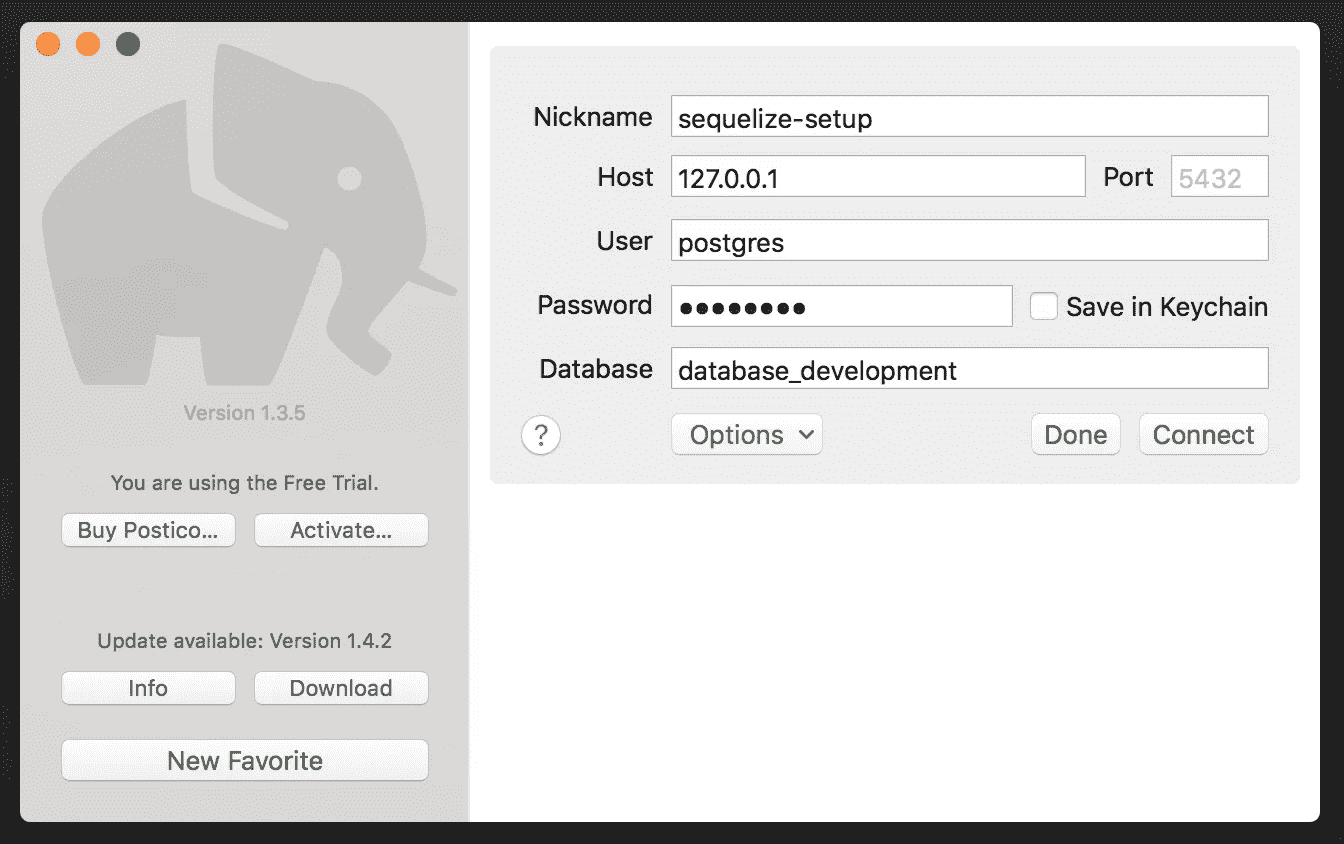 Version 1.3.5
You are using the Free Trial.
Buy Postico... Activate...
Update available: Version 1.4.2
Info Download
New Favorite
Nickname sequelize-setup
Host 127.0.0.1 Port 5432
User postgres
Password ●●●●●●●● Save in Keychain
Database database_development
? Options Done Connect